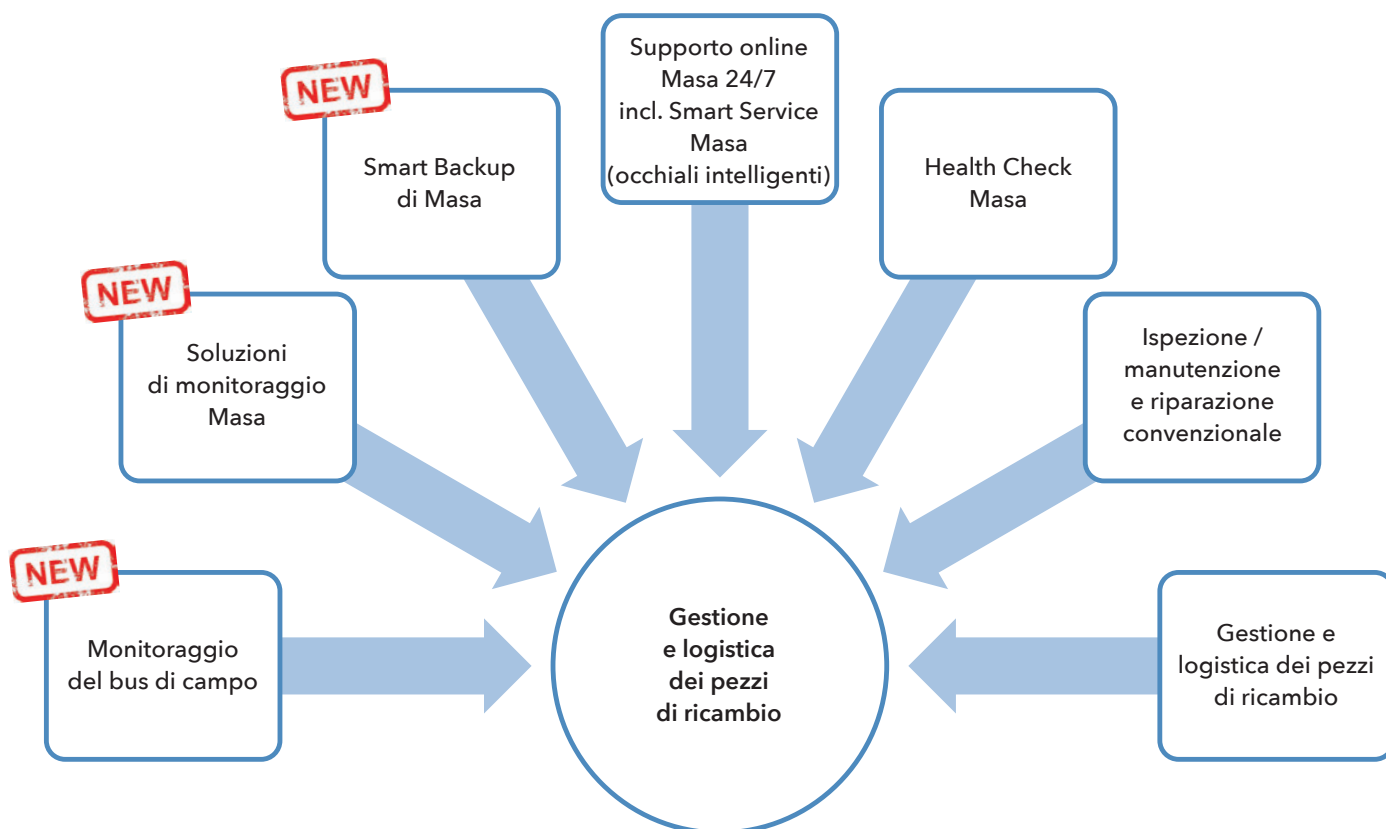 NEW
Monitoraggio
del bus di campo
NEW
Soluzioni
di monitoraggio
Masa
NEW
Smart Backup
di Masa
Supporto online
Masa 24/7
incl. Smart Service
Masa
(occhiali intelligenti)
Health Check
Masa
Ispezione /
manutenzione
e riparazione
convenzionale
Gestione e
logistica dei pezzi
di ricambio
Gestione
e logistica
dei pezzi
di ricambio